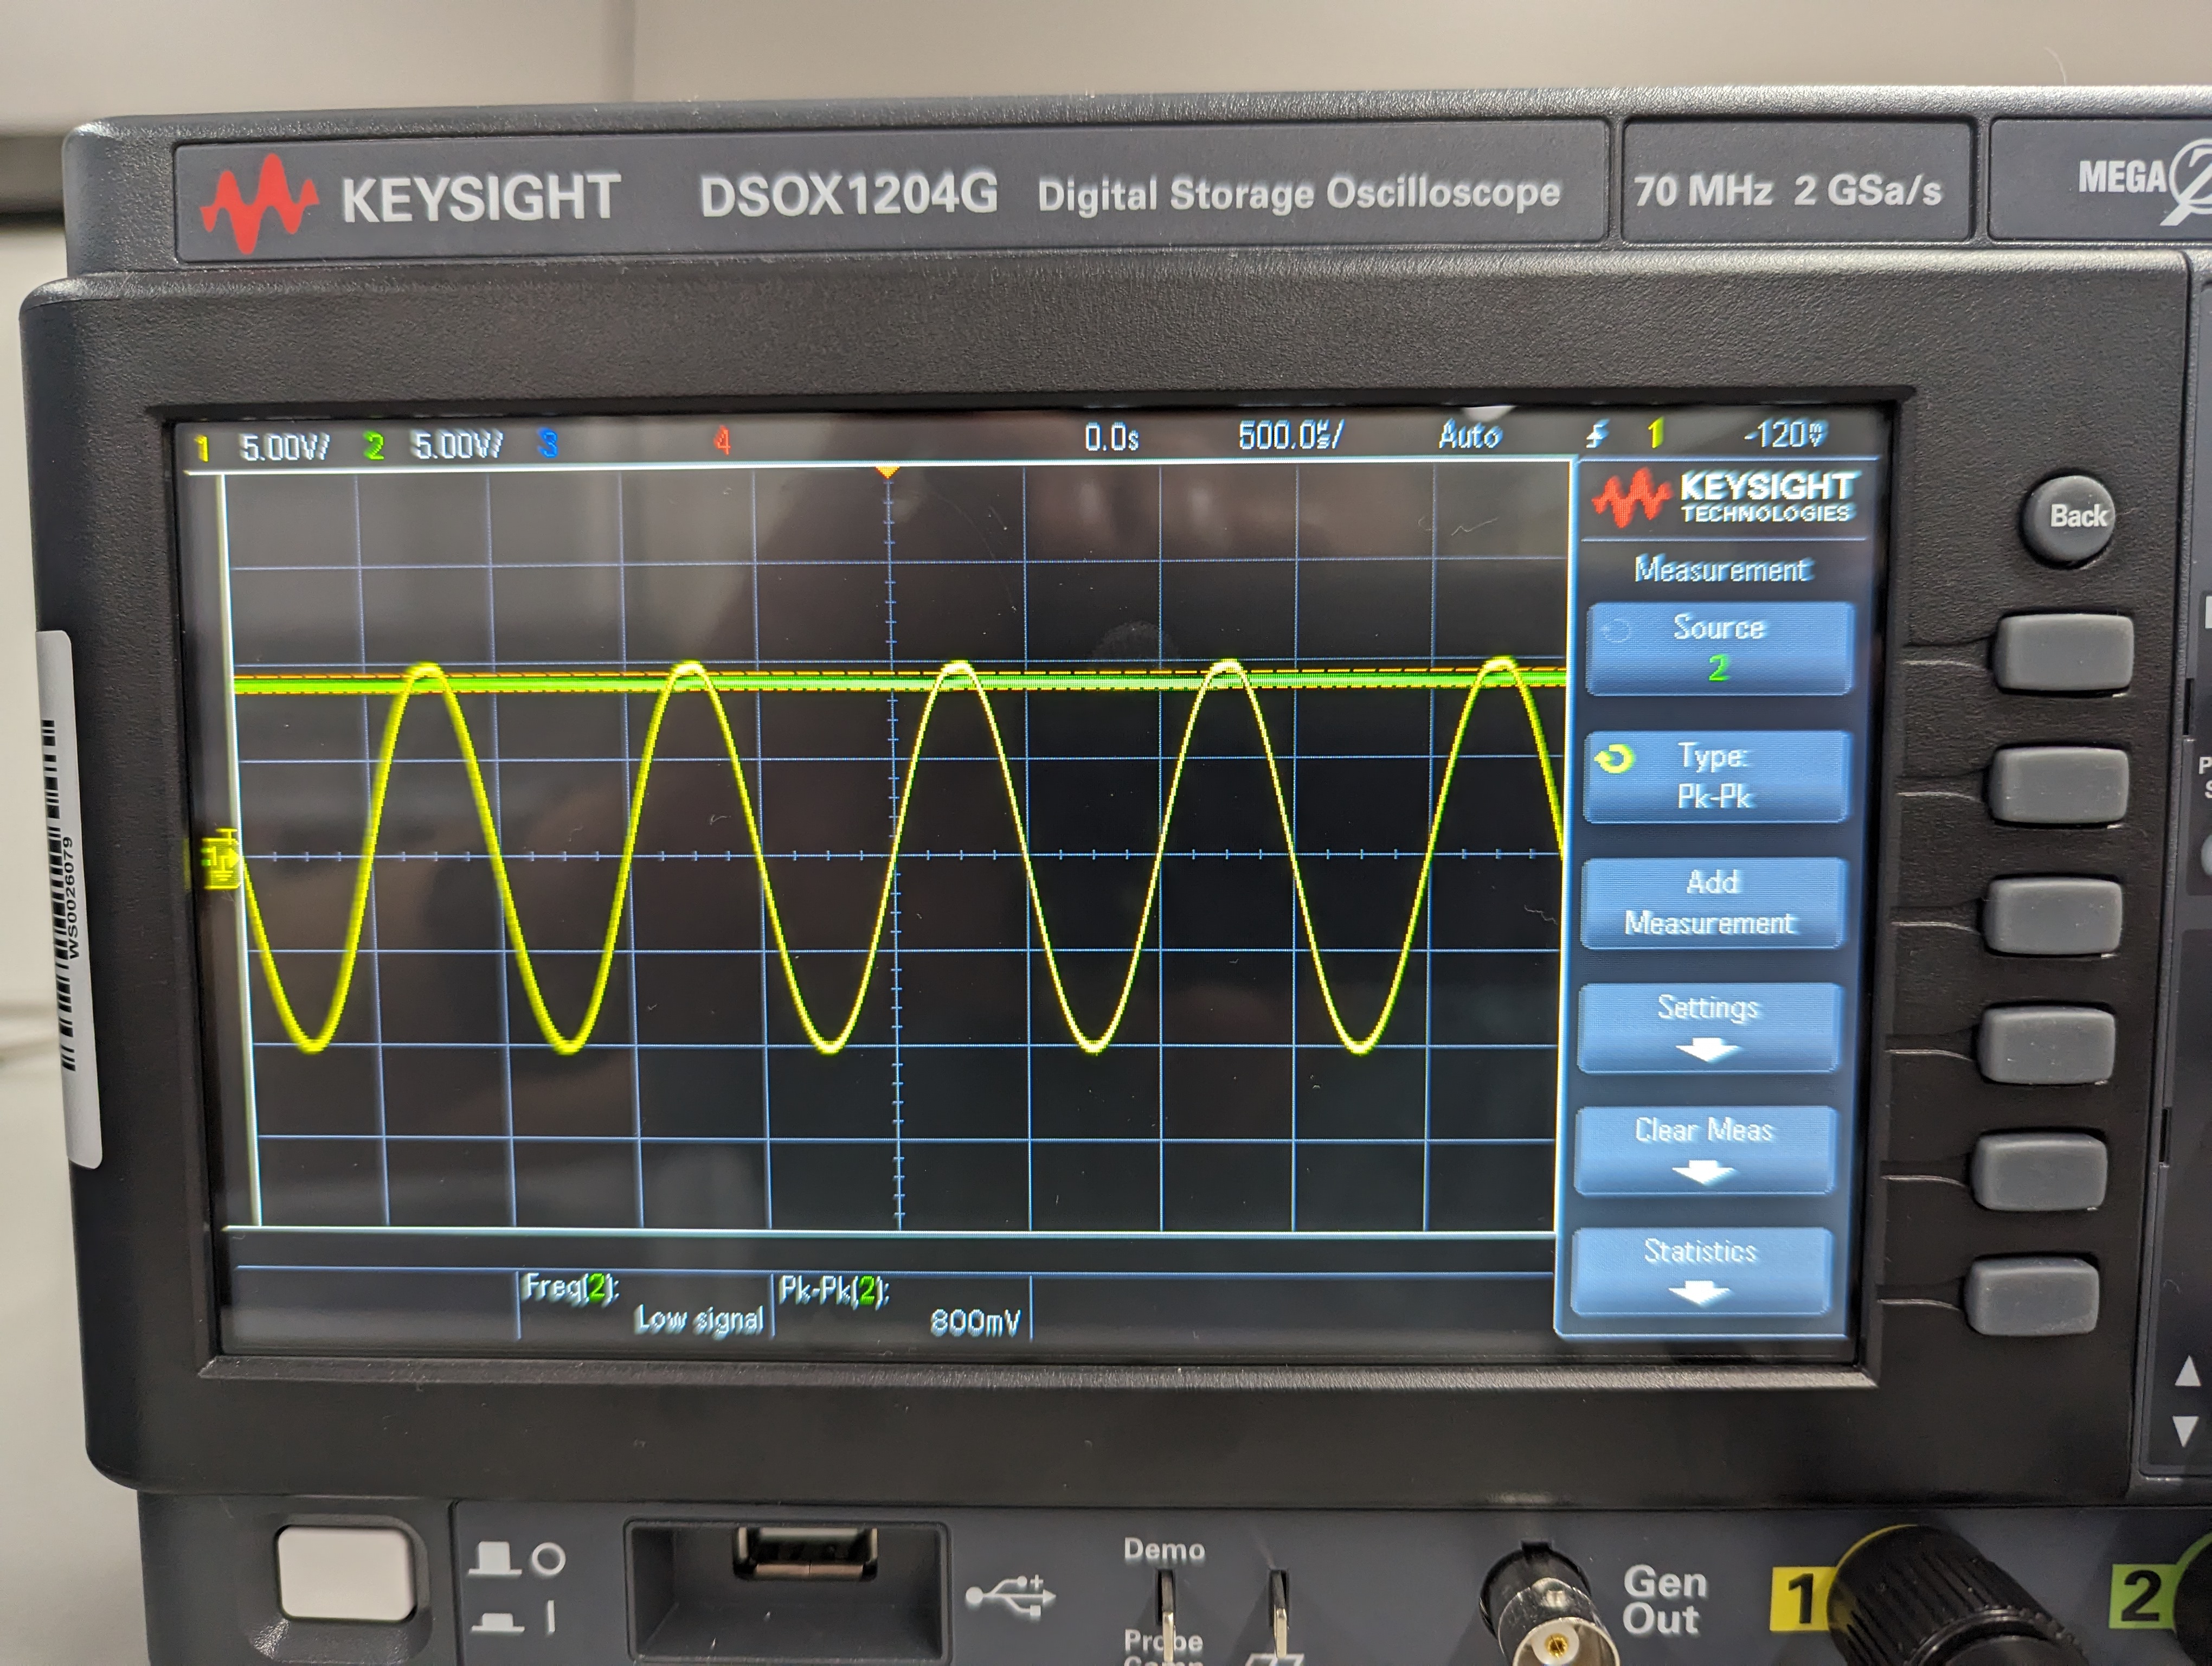 KEYSIGHT DSOX1204G Digital Storage Oscilloscope 70 MHz 2 GSa/s MEGA
1 5.00V/ 2 5.00V/ 3 4 0.0s 500.0µs/ Auto 1 -120mV
KEYSIGHT
TECHNOLOGIES
Measurement
Source
2
Type:
Pk-Pk
Add
Measurement
Settings
Clear Meas
Statistics
Freq(2): Pk-Pk(2):
Low signal 800mV
Back
WS0026079
Demo
Probe
Gen
Out
1
2